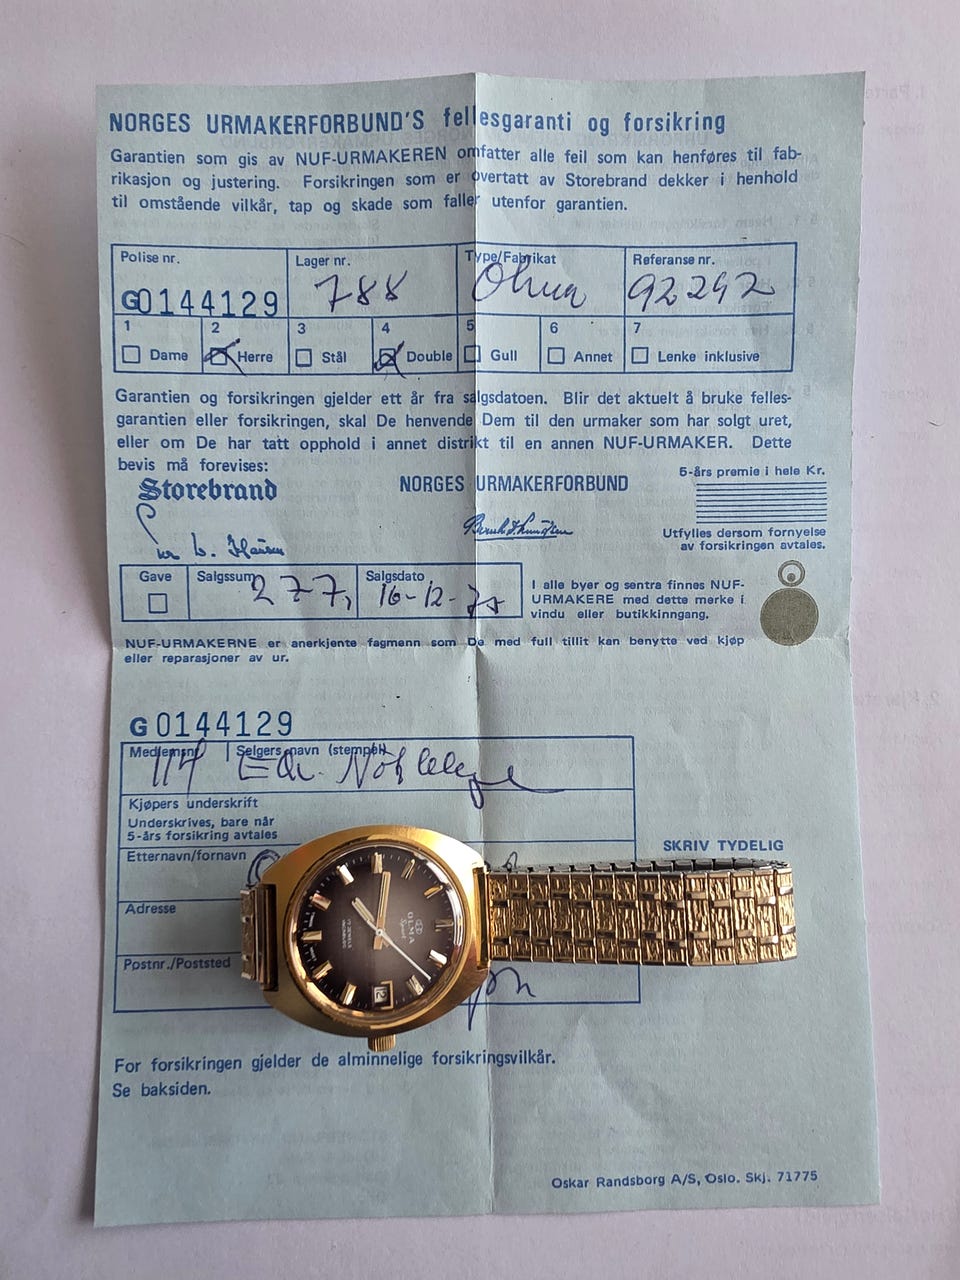 NORGES URMAKERFORBUND'S fellesgaranti og forsikring
Garantien som gis av NUF-URMAKEREN omfatter alle feil som kan henføres til fab-
rikasjon og justering. Forsikringen som er overtatt av Storebrand dekker i henhold
til omstående vilkår, tap og skade som faller utenfor garantien.
Polise nr. Lager nr. Type/Fabrikat Referanse nr.
G0144129 788 Olma 92292
1 2 3 4 5 6 7
Dame Herre Stål Double Gull Annet Lenke inklusive
Garantien og forsikringen gjelder ett år fra salgsdatoen. Blir det aktuelt å bruke felles-
garantien eller forsikringen, skal De henvende Dem til den urmaker som har solgt uret,
eller om De har tatt opphold i annet distrikt til en annen NUF-URMAKER. Dette
bevis må forevises:
Storebrand NORGES URMAKERFORBUND
5-års premie i hele Kr.
Utfylles dersom fornyelse
av forsikringen avtales.
Gave Salgssum Salgsdato
277, 16-12-75
I alle byer og sentra finnes NUF-
URMAKERE med dette merke i
vindu eller butikkinngang.
NUF-URMAKERNE er anerkjente fagmenn som De med full tillit kan benytte ved kjøp
eller reparasjoner av ur.
G0144129
Medlemsnr Selgers navn (stempel)
114 Edv.
Kjøpers underskrift
Underskrives, bare når
5-års forsikring avtales
SKRIV TYDELIG
Etternavn/fornavn
Adresse
Postnr./Poststed
OLMA
Sport
17 JEWELS
INCABLOC
12
For forsikringen gjelder de alminnelige forsikringsvilkår.
Se baksiden.
Oskar Randsborg A/S, Oslo. Skj. 71775